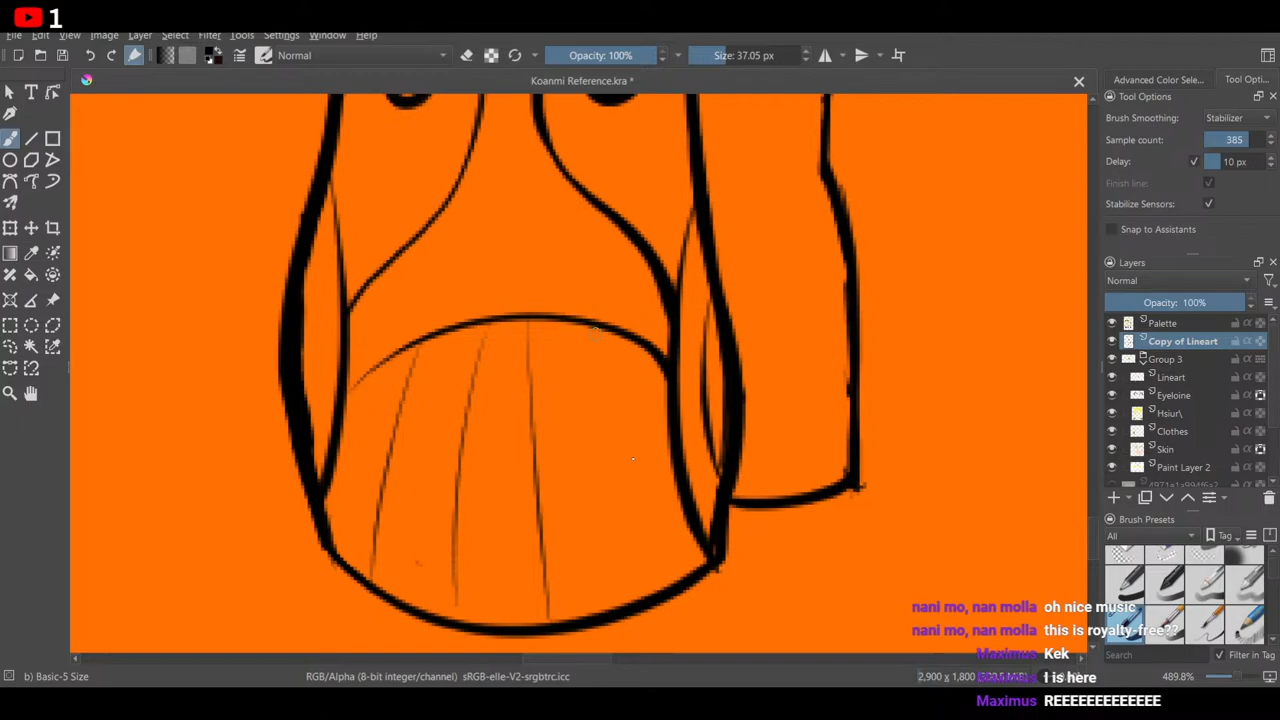 1
File Edit View Image Layer Select Filter Tools Settings Window Help
Normal
Opacity: 100%
Size: 37.05 px
Koanmi Reference.kra *
Advanced Color Sele...
Tool Opti...
Tool Options
Brush Smoothing: Stabilizer
Sample count: 385
Delay: 10 px
Finish line:
Stabilize Sensors:
Snap to Assistants
Layers
Normal
Opacity: 100%
Palette
Copy of Lineart
Group 3
Lineart
Eyeloine
Hsiur\
Clothes
Skin
Paint Layer 2
Brush Presets
All
Tag
nani mo, nan molla oh nice music
nani mo, nan molla this is royalty-free??
Maximus Kek
Maximus I is here
Maximus REEEEEEEEEEEEE
Search
Filter in Tag
b) Basic-5 Size
RGB/Alpha (8-bit integer/channel) sRGB-elle-V2-srgbtrc.icc
2,900 x 1,800
489.8%